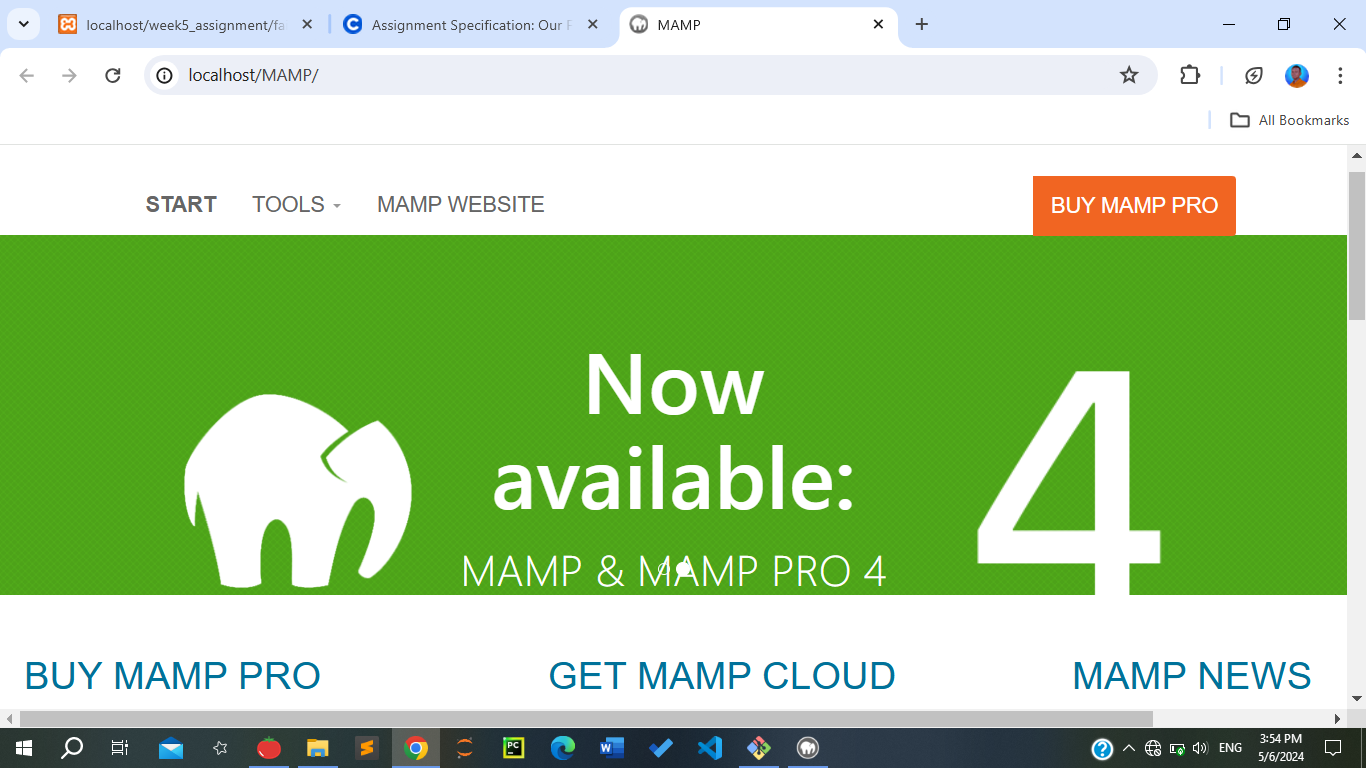 localhost/week5_assignment/fa
Assignment Specification: Our P
MAMP
localhost/MAMP/
All Bookmarks
START
TOOLS
MAMP WEBSITE
BUY MAMP PRO
Now
available:
MAMP & MAMP PRO 4
4
BUY MAMP PRO
GET MAMP CLOUD
MAMP NEWS
PC
ENG
3:54 PM
5/6/2024